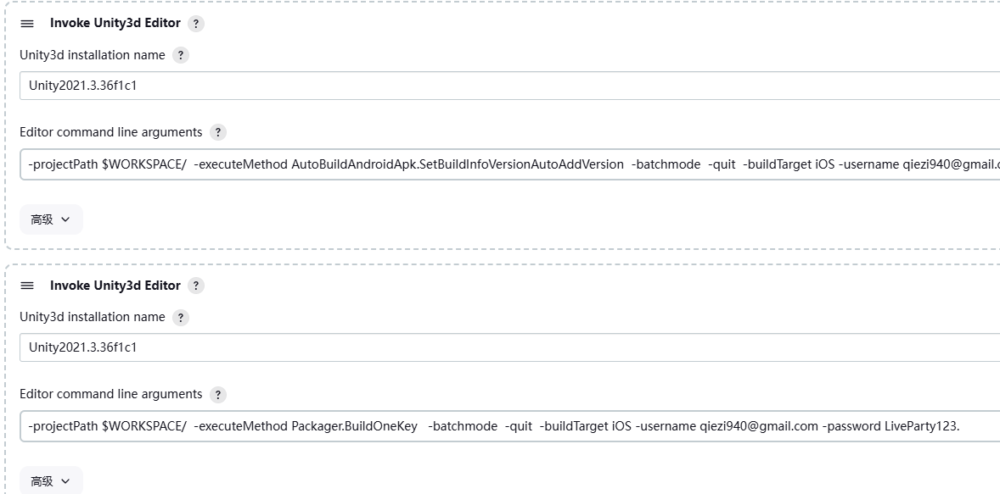 Invoke Unity3d Editor ?
Unity3d installation name ?
Unity2021.3.36f1c1
Editor command line arguments ?
-projectPath $WORKSPACE/ -executeMethod AutoBuildAndroidApk.SetBuildInfoVersionAutoAddVersion -batchmode -quit -buildTarget iOS -username qiezi940@gmail.c
高级
Invoke Unity3d Editor ?
Unity3d installation name ?
Unity2021.3.36f1c1
Editor command line arguments ?
-projectPath $WORKSPACE/ -executeMethod Packager.BuildOneKey -batchmode -quit -buildTarget iOS -username qiezi940@gmail.com -password LiveParty123.
高级